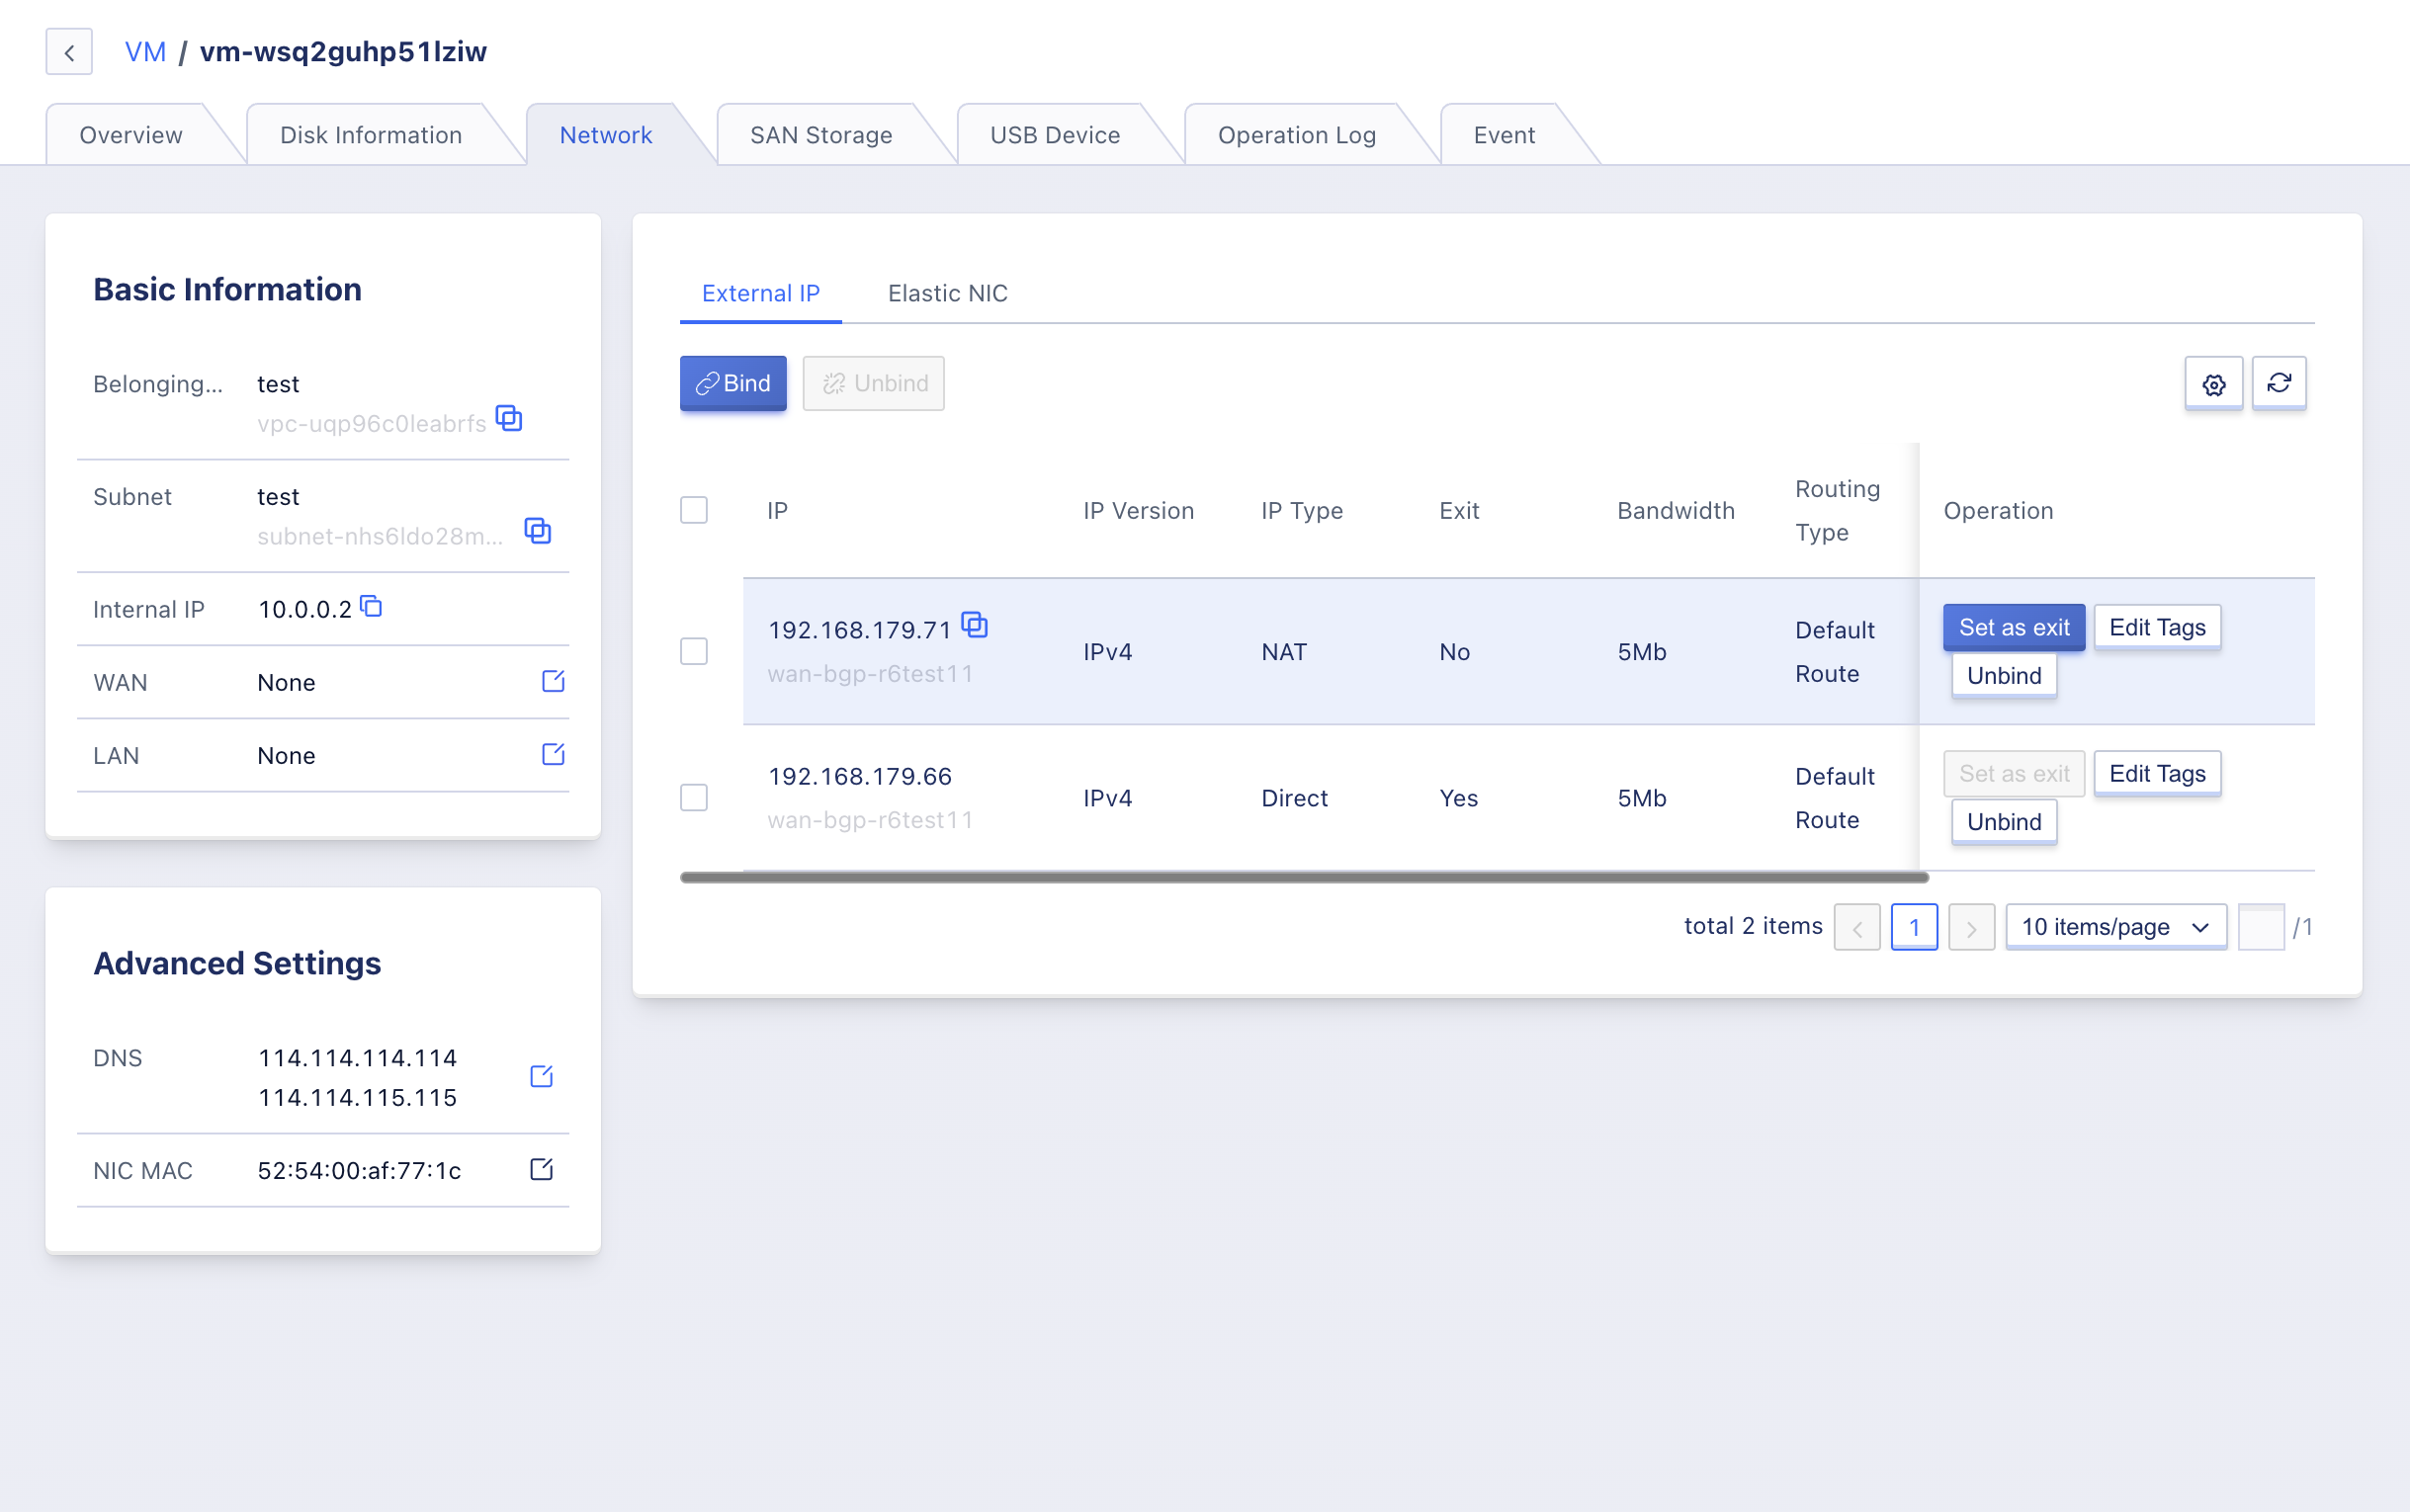 VM / vm-wsq2guhp51lziw
Overview
Disk Information
Network
SAN Storage
USB Device
Operation Log
Event
Basic Information
Belonging... test
vpc-uqp96c0leabrfs
Subnet test
subnet-nhs6ldo28m...
Internal IP 10.0.0.2
WAN None
LAN None
Advanced Settings
DNS 114.114.114.114
114.114.115.115
NIC MAC 52:54:00:af:77:1c
External IP Elastic NIC
Bind Unbind
IP IP Version IP Type Exit Bandwidth Routing Type Operation
192.168.179.71 IPv4 NAT No 5Mb Default Route Set as exit Edit Tags
wan-bgp-r6test11 Unbind
192.168.179.66 IPv4 Direct Yes 5Mb Default Route Set as exit Edit Tags
wan-bgp-r6test11 Unbind
total 2 items 1 10 items/page /1